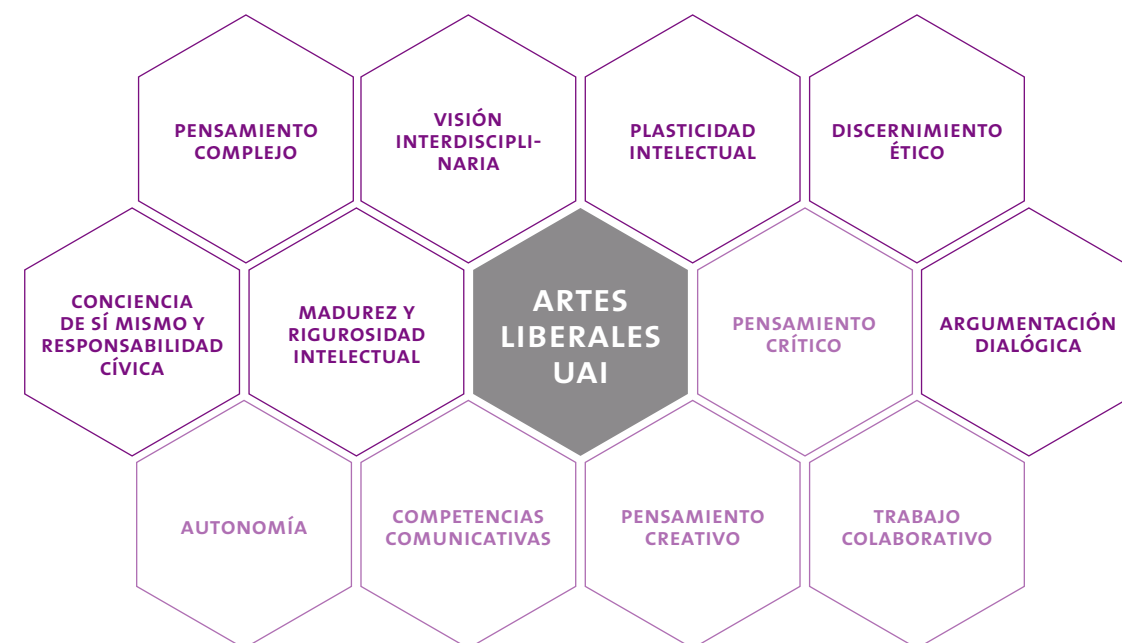 PENSAMIENTO
COMPLEJO
VISIÓN
INTERDISCIPLI-
NARIA
PLASTICIDAD
INTELECTUAL
DISCERNIMIENTO
ÉTICO
CONCIENCIA
DE SÍ MISMO Y
RESPONSABILIDAD
CÍVICA
MADUREZ Y
RIGUROSIDAD
INTELECTUAL
ARTES
LIBERALES
UAI
PENSAMIENTO
CRÍTICO
ARGUMENTACIÓN
DIALÓGICA
AUTONOMÍA
COMPETENCIAS
COMUNICATIVAS
PENSAMIENTO
CREATIVO
TRABAJO
COLABORATIVO